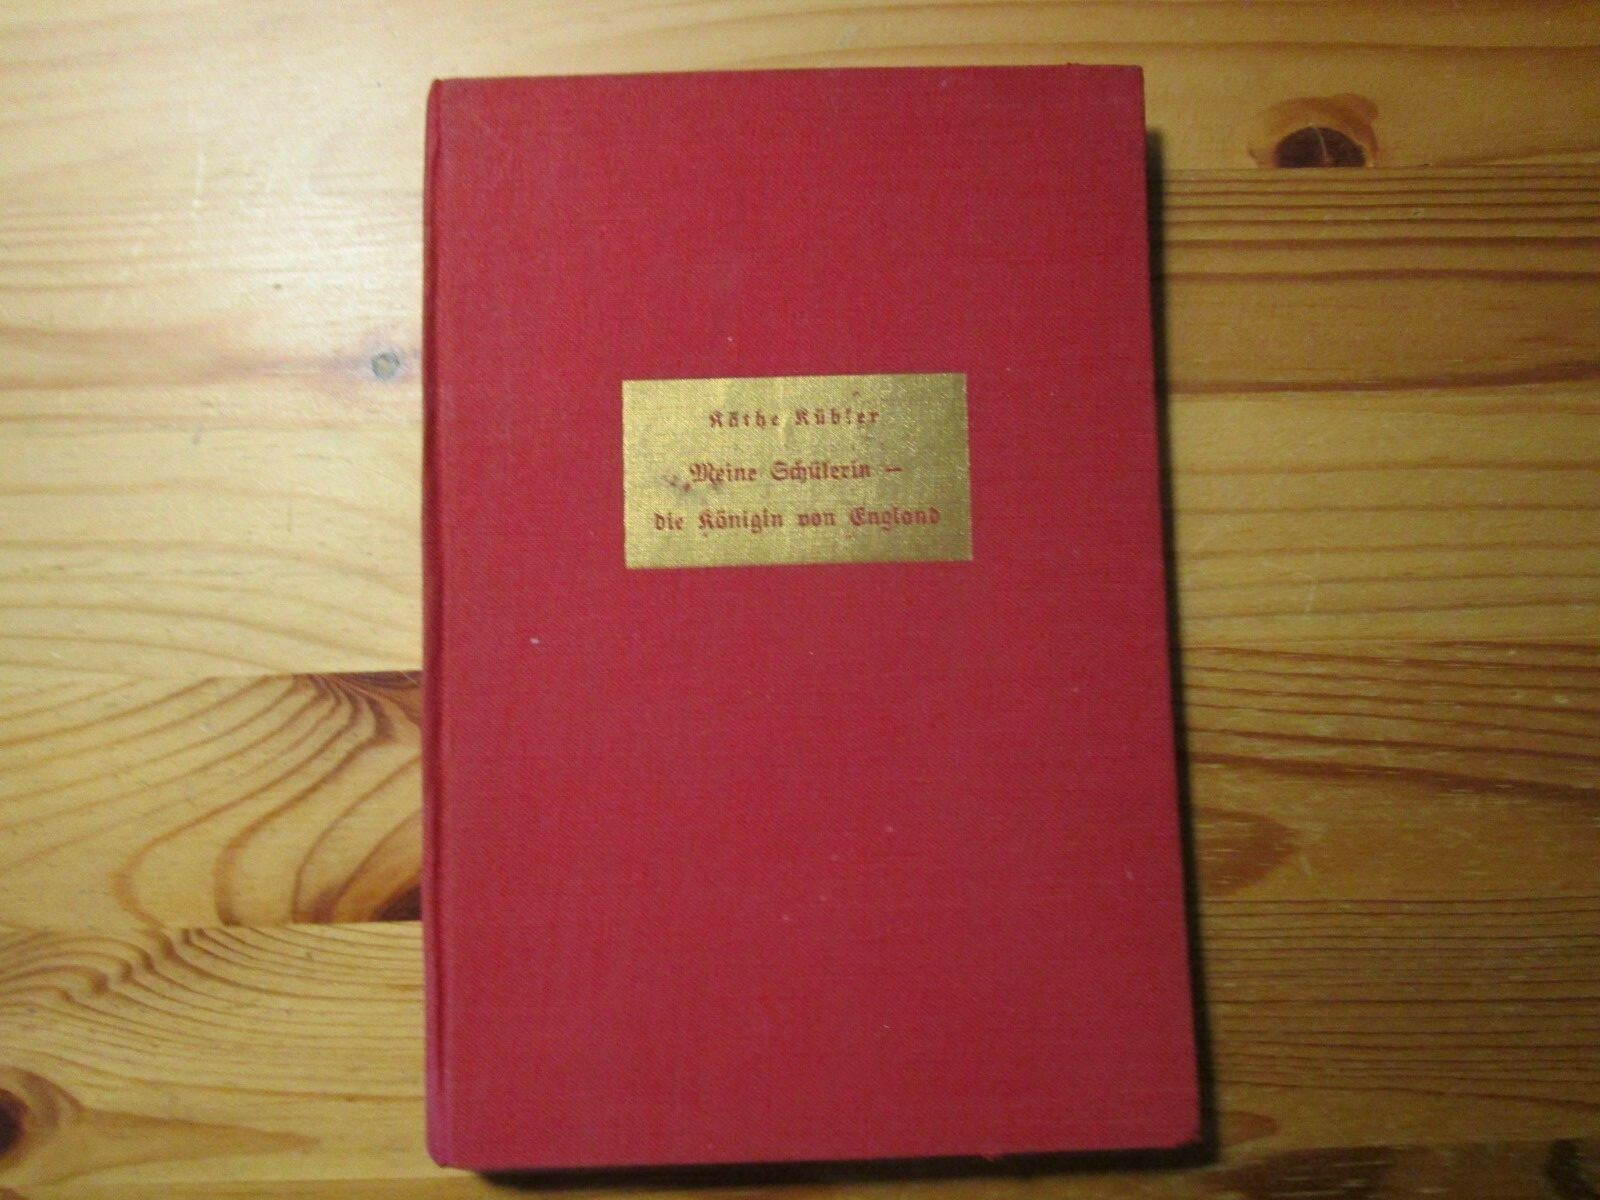 Käthe Kübler
Meine Schülerin –
die Königin von England